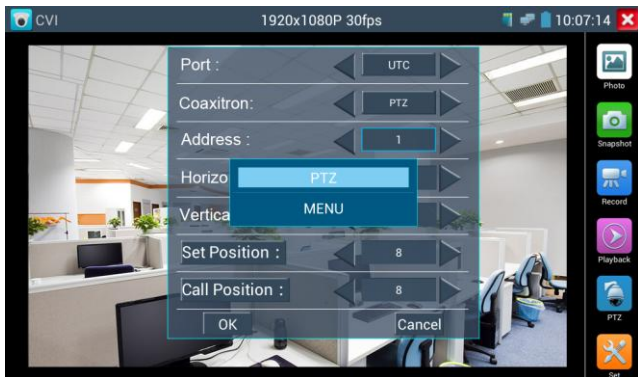 CVI 1920x1080P 30fps 10:07:14
Port : UTC
Coaxitron: PTZ
Address : 1
Horizo
PTZ
MENU
Vertica
Set Position : 8
Call Position : 8
OK Cancel
Photo
Snapshot
Record
Playback
PTZ
Set